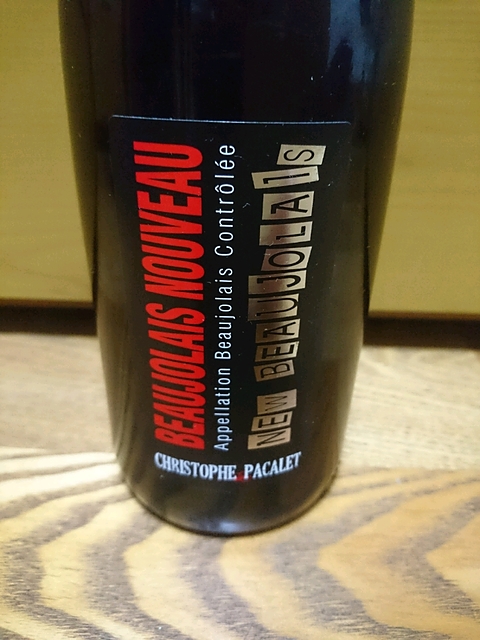 BEAUJOLAIS NOUVEAU
Appellation Beaujolais Contrôlée
NEW BEAUJOLAIS
CHRISTOPHE PACALET